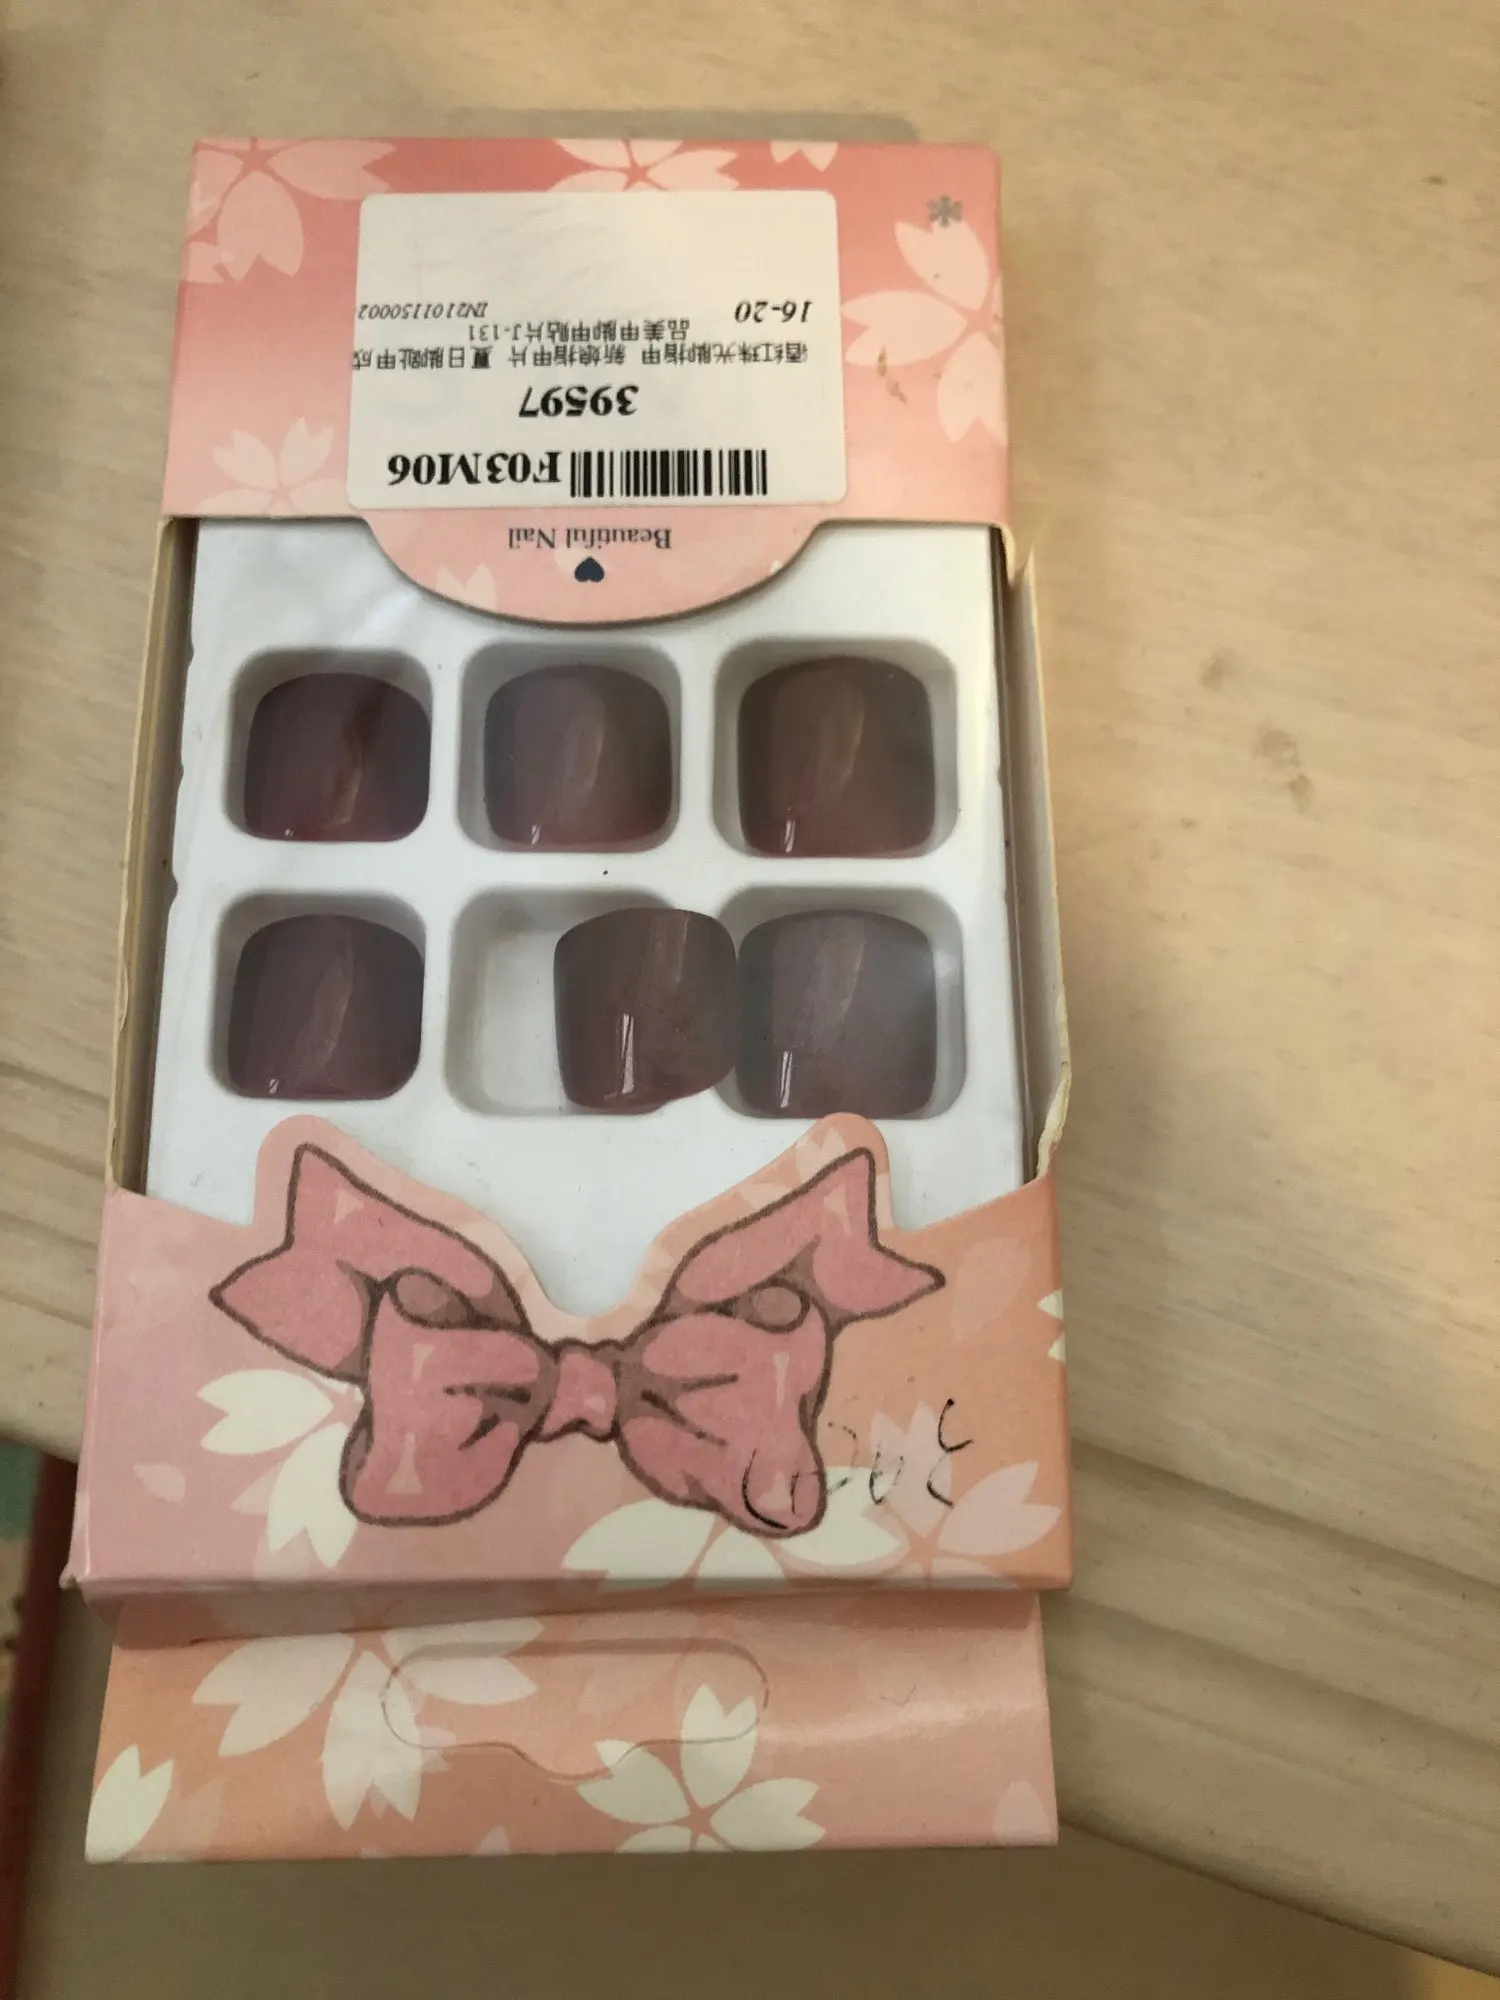 F03M06
39597
酒红珠光脚指甲 新娘指甲片 夏日脚趾甲成
品美甲脚甲贴片J-131
16-20 IN2101150002
Beautiful Nail